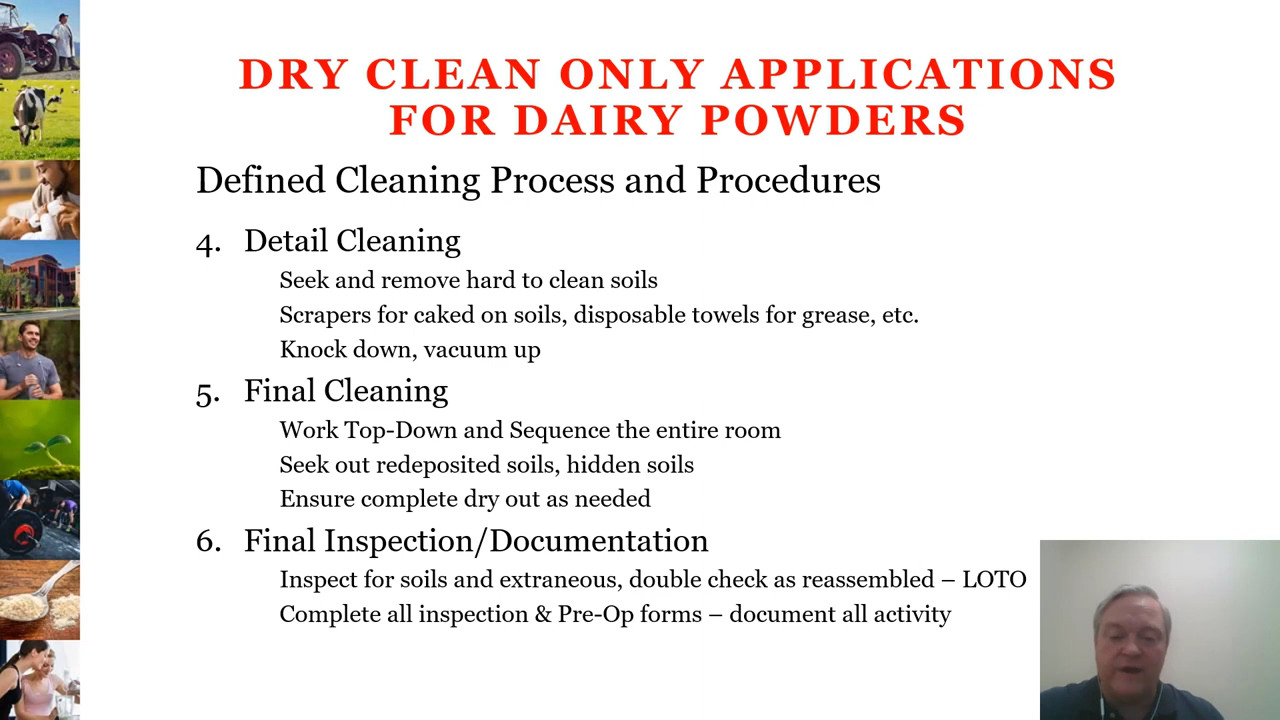 DRY CLEAN ONLY APPLICATIONS
FOR DAIRY POWDERS
Defined Cleaning Process and Procedures
4. Detail Cleaning
Seek and remove hard to clean soils
Scrapers for caked on soils, disposable towels for grease, etc.
Knock down, vacuum up
5. Final Cleaning
Work Top-Down and Sequence the entire room
Seek out redeposited soils, hidden soils
Ensure complete dry out as needed
6. Final Inspection/Documentation
Inspect for soils and extraneous, double check as reassembled – LOTO
Complete all inspection & Pre-Op forms – document all activity